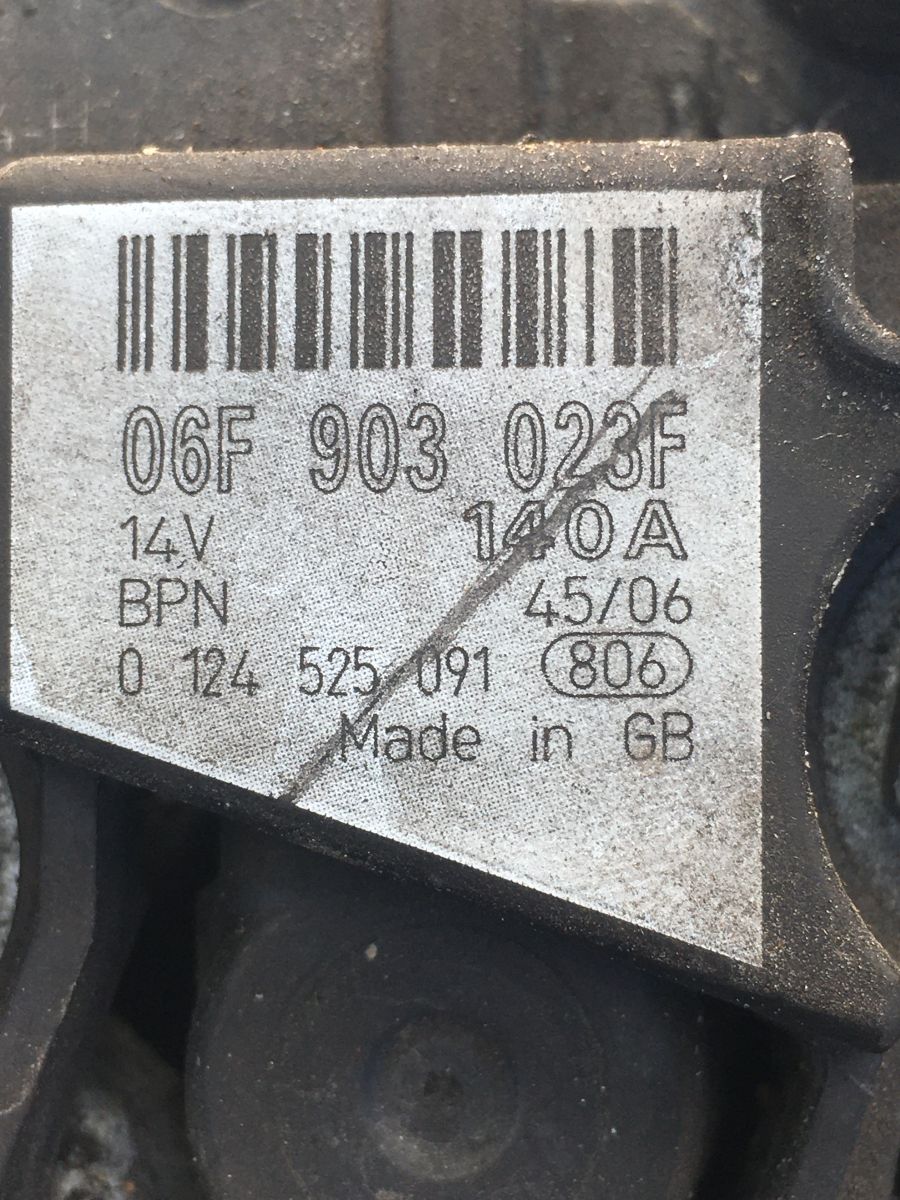 06F 903 023F
14V 140A
BPN 45/06
0 124 525 091 806
Made in GB